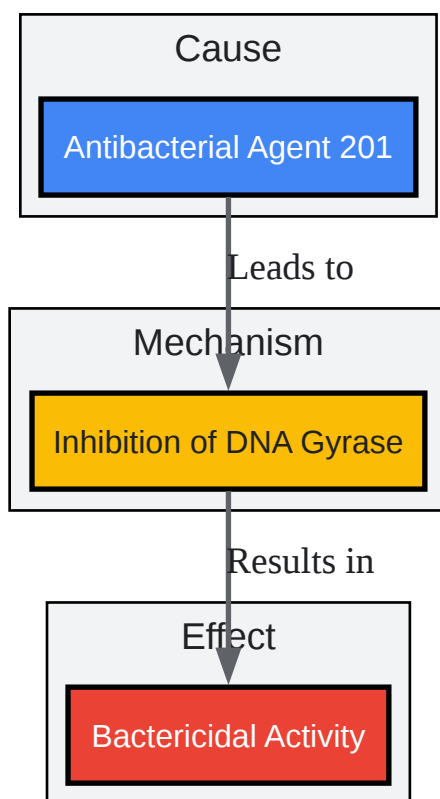 Cause
Antibacterial Agent 201
Leads to
Mechanism
Inhibition of DNA Gyrase
Results in
Effect
Bactericidal Activity